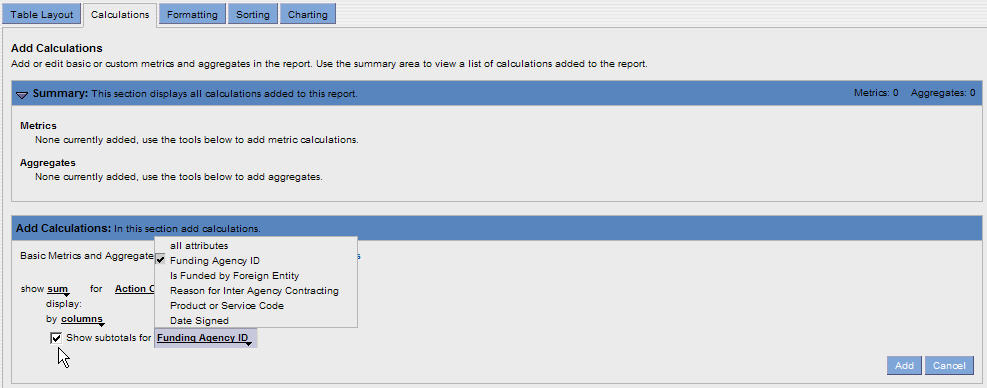 Table Layout Calculations Formatting Sorting Charting
Add Calculations
Add or edit basic or custom metrics and aggregates in the report. Use the summary area to view a list of calculations added to the report.
Summary: This section displays all calculations added to this report. Metrics: 0 Aggregates: 0
Metrics
None currently added, use the tools below to add metric calculations.
Aggregates
None currently added, use the tools below to add aggregates.
Add Calculations: In this section add calculations.
Basic Metrics and Aggregate
all attributes
Funding Agency ID
Is Funded by Foreign Entity
Reason for Inter Agency Contracting
Product or Service Code
Date Signed
show sum for Action
display:
by columns
Show subtotals for Funding Agency ID
Add Cancel